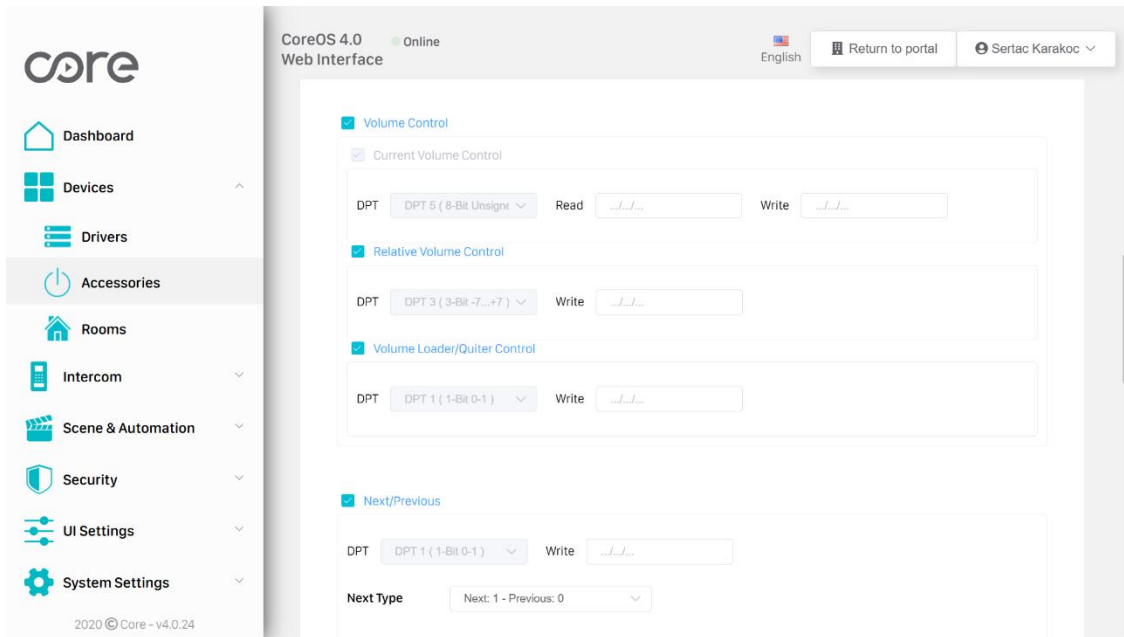 core
CoreOS 4.0 Online
Web Interface
English
Return to portal
Sertac Karakoc
Dashboard
Devices
Drivers
Accessories
Rooms
Intercom
Scene & Automation
Security
UI Settings
System Settings
2020 © Core - v4.0.24
Volume Control
Current Volume Control
DPT DPT 5 ( 8-Bit Unsigne Read .../.../... Write .../.../...
Relative Volume Control
DPT DPT 3 ( 3-Bit -7...+7 ) Write .../.../...
Volume Loader/Quiter Control
DPT DPT 1 ( 1-Bit 0-1 ) Write .../.../...
Next/Previous
DPT DPT 1 ( 1-Bit 0-1 ) Write .../.../...
Next Type Next: 1 - Previous: 0